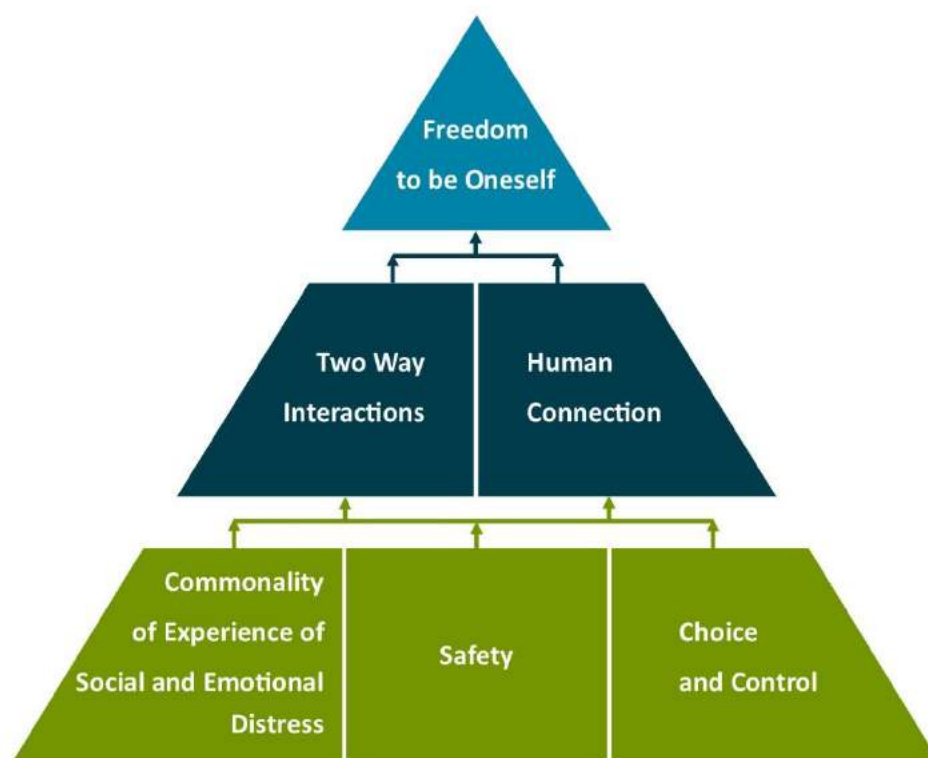 Freedom
to be Oneself
Two Way
Interactions
Human
Connection
Commonality
of Experience of
Social and Emotional
Distress
Safety
Choice
and Control